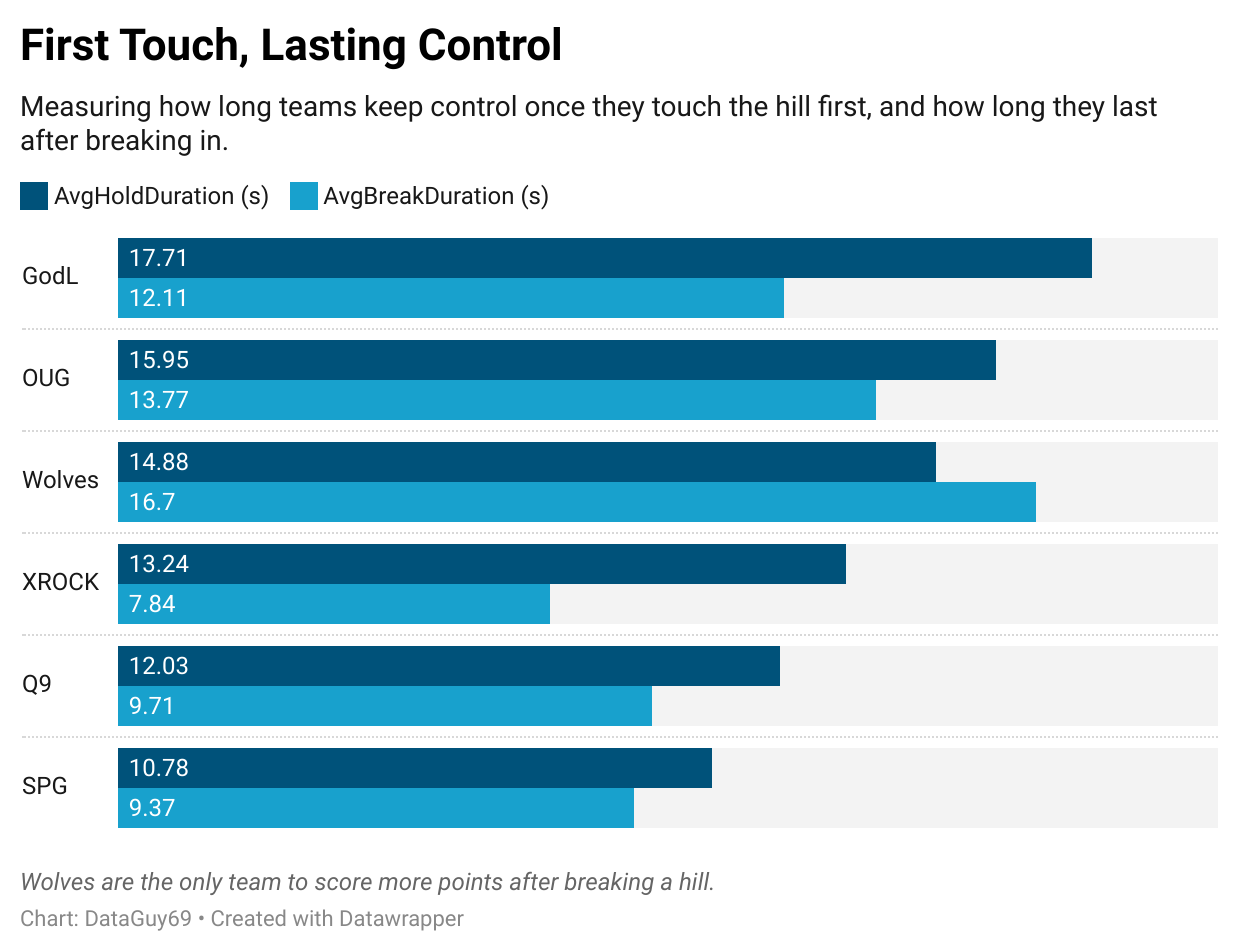 First Touch, Lasting Control
Measuring how long teams keep control once they touch the hill first, and how long they last
after breaking in.
AvgHoldDuration (s) AvgBreakDuration (s)
GodL
17.71
12.11
OUG
15.95
13.77
Wolves
14.88
16.7
XROCK
13.24
7.84
Q9
12.03
9.71
SPG
10.78
9.37
Wolves are the only team to score more points after breaking a hill.
Chart: DataGuy69 • Created with Datawrapper